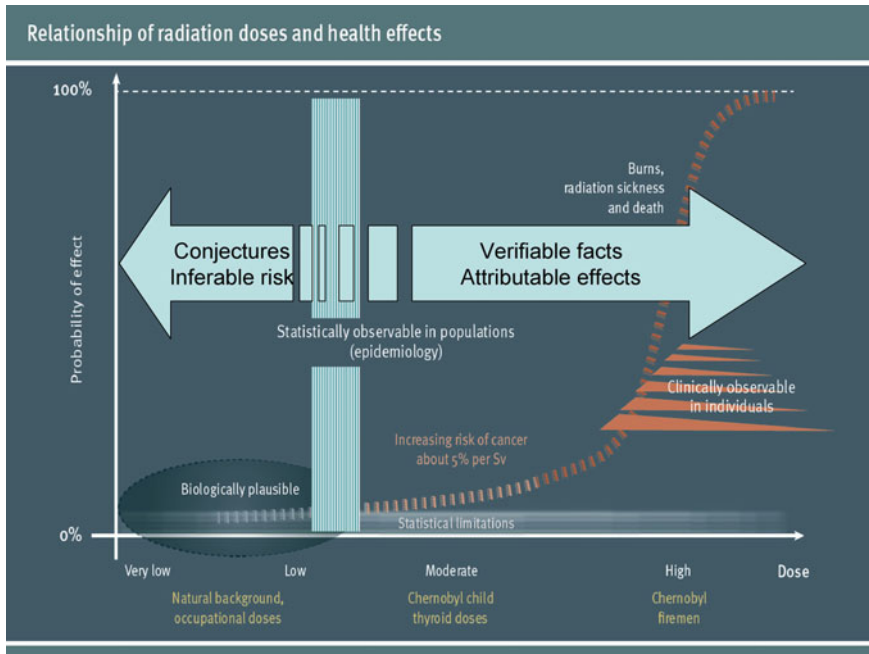 Relationship of radiation doses and health effects
100%
Burns,
radiation sickness
and death
Conjectures
Inferable risk
Verifiable facts
Attributable effects
Probability of effect
Statistically observable in populations
(epidemiology)
Clinically observable
in individuals
Increasing risk of cancer
about 5% per Sv
Biologically plausible
Statistical limitations
0%
Very low
Low
Moderate
High
Dose
Natural background,
occupational doses
Chernobyl child
thyroid doses
Chernobyl
firemen